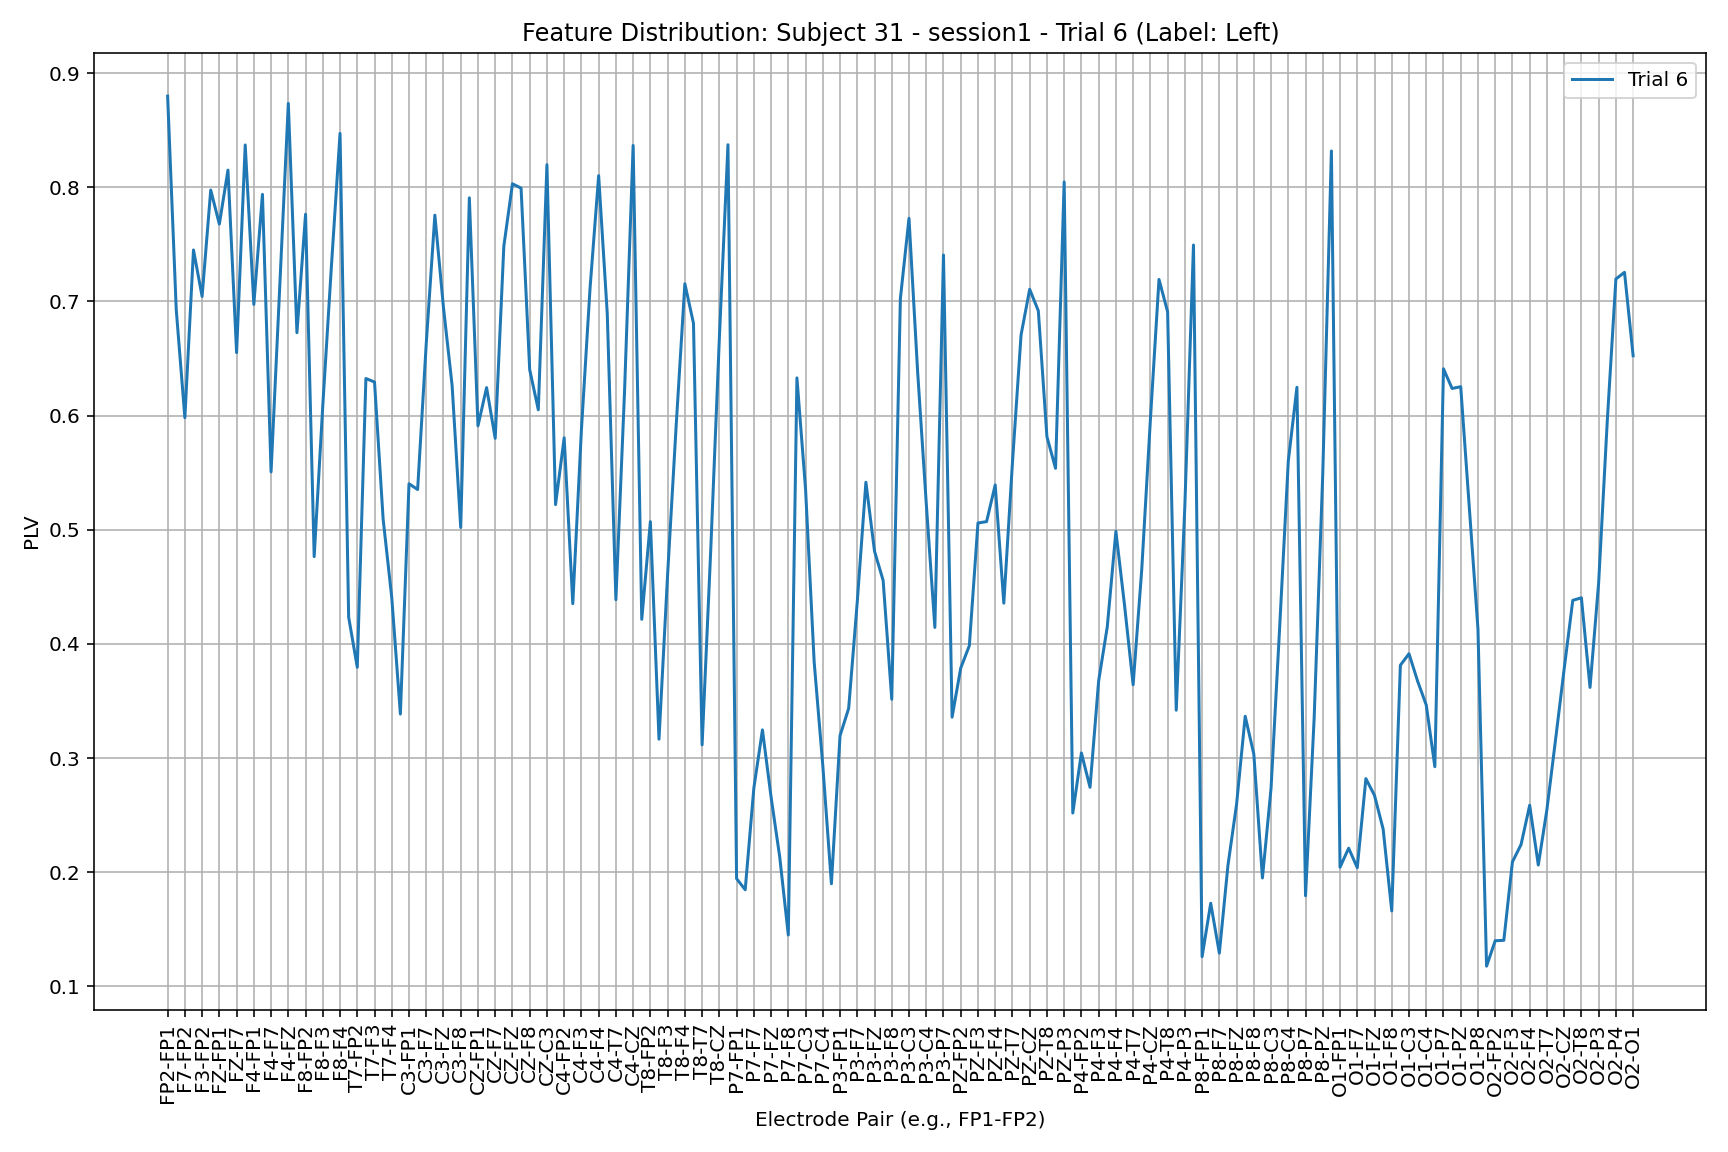 Feature Distribution: Subject 31 - session1 - Trial 6 (Label: Left)
Trial 6
PLV
0.9
0.8
0.7
0.6
0.5
0.4
0.3
0.2
0.1
FP2-FP1
F7-FP2
F3-FP2
FZ-FP1
FZ-F7
F4-FP1
F4-F7
F4-FZ
F8-FP2
F8-F3
F8-F4
T7-FP2
T7-F3
T7-F4
C3-FP1
C3-F7
C3-FZ
C3-F8
CZ-FP1
CZ-F7
CZ-FZ
CZ-F8
CZ-C3
C4-FP2
C4-F3
C4-F4
C4-T7
C4-CZ
T8-FP2
T8-F3
T8-F4
T8-T7
T8-CZ
P7-FP1
P7-F7
P7-FZ
P7-F8
P7-C3
P7-C4
P3-FP1
P3-F7
P3-FZ
P3-F8
P3-C3
P3-C4
P3-P7
PZ-FP2
PZ-F3
PZ-F4
PZ-T7
PZ-CZ
PZ-T8
PZ-P3
P4-FP2
P4-F3
P4-F4
P4-T7
P4-CZ
P4-T8
P4-P3
P8-FP1
P8-F7
P8-FZ
P8-F8
P8-C3
P8-C4
P8-P7
P8-PZ
O1-FP1
O1-F7
O1-FZ
O1-F8
O1-C3
O1-C4
O1-P7
O1-PZ
O1-P8
O2-FP2
O2-F3
O2-F4
O2-T7
O2-CZ
O2-T8
O2-P3
O2-P4
O2-O1
Electrode Pair (e.g., FP1-FP2)